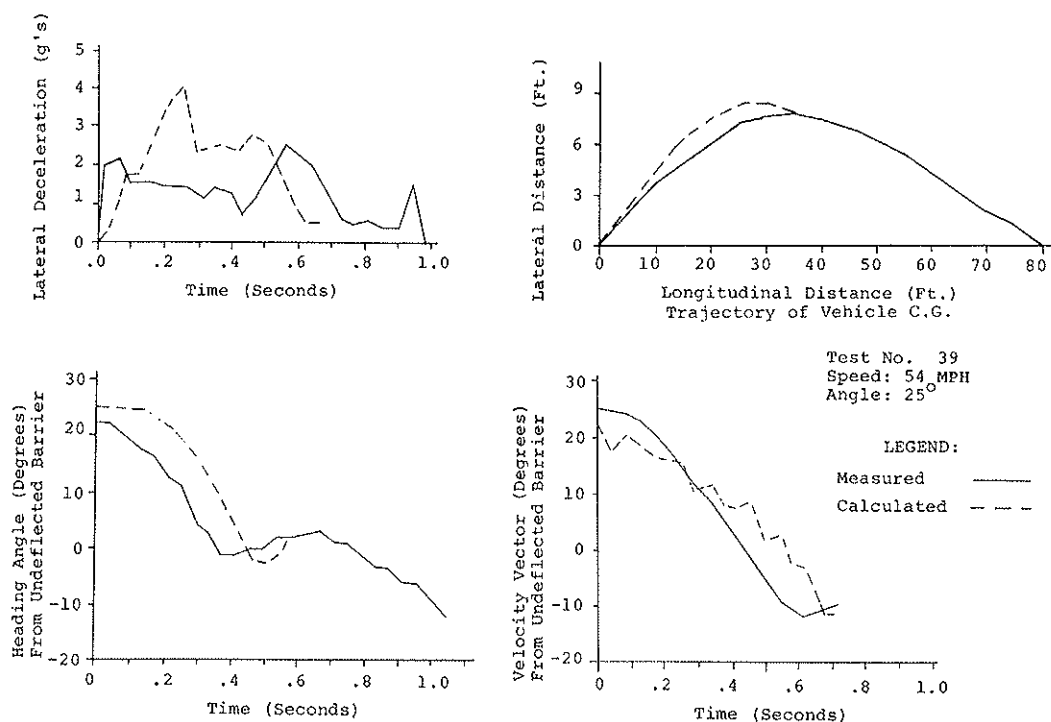 Lateral Deceleration (g's)
5
4
3
2
1
0
.0 .2 .4 .6 .8 1.0
Time (Seconds)
Lateral Distance (Ft.)
9
6
3
0
0 10 20 30 40 50 60 70 80
Longitudinal Distance (Ft.)
Trajectory of Vehicle C.G.
Heading Angle (Degrees)
From Undeflected Barrier
30
20
10
0
-10
-20
0 .2 .4 .6 .8 1.0
Time (Seconds)
Velocity Vector (Degrees)
From Undeflected Barrier
30
20
10
0
-10
-20
0 .2 .4 .6 .8 1.0
Time (Seconds)
Test No. 39
Speed: 54 MPH
Angle: 25°
LEGEND:
Measured
Calculated